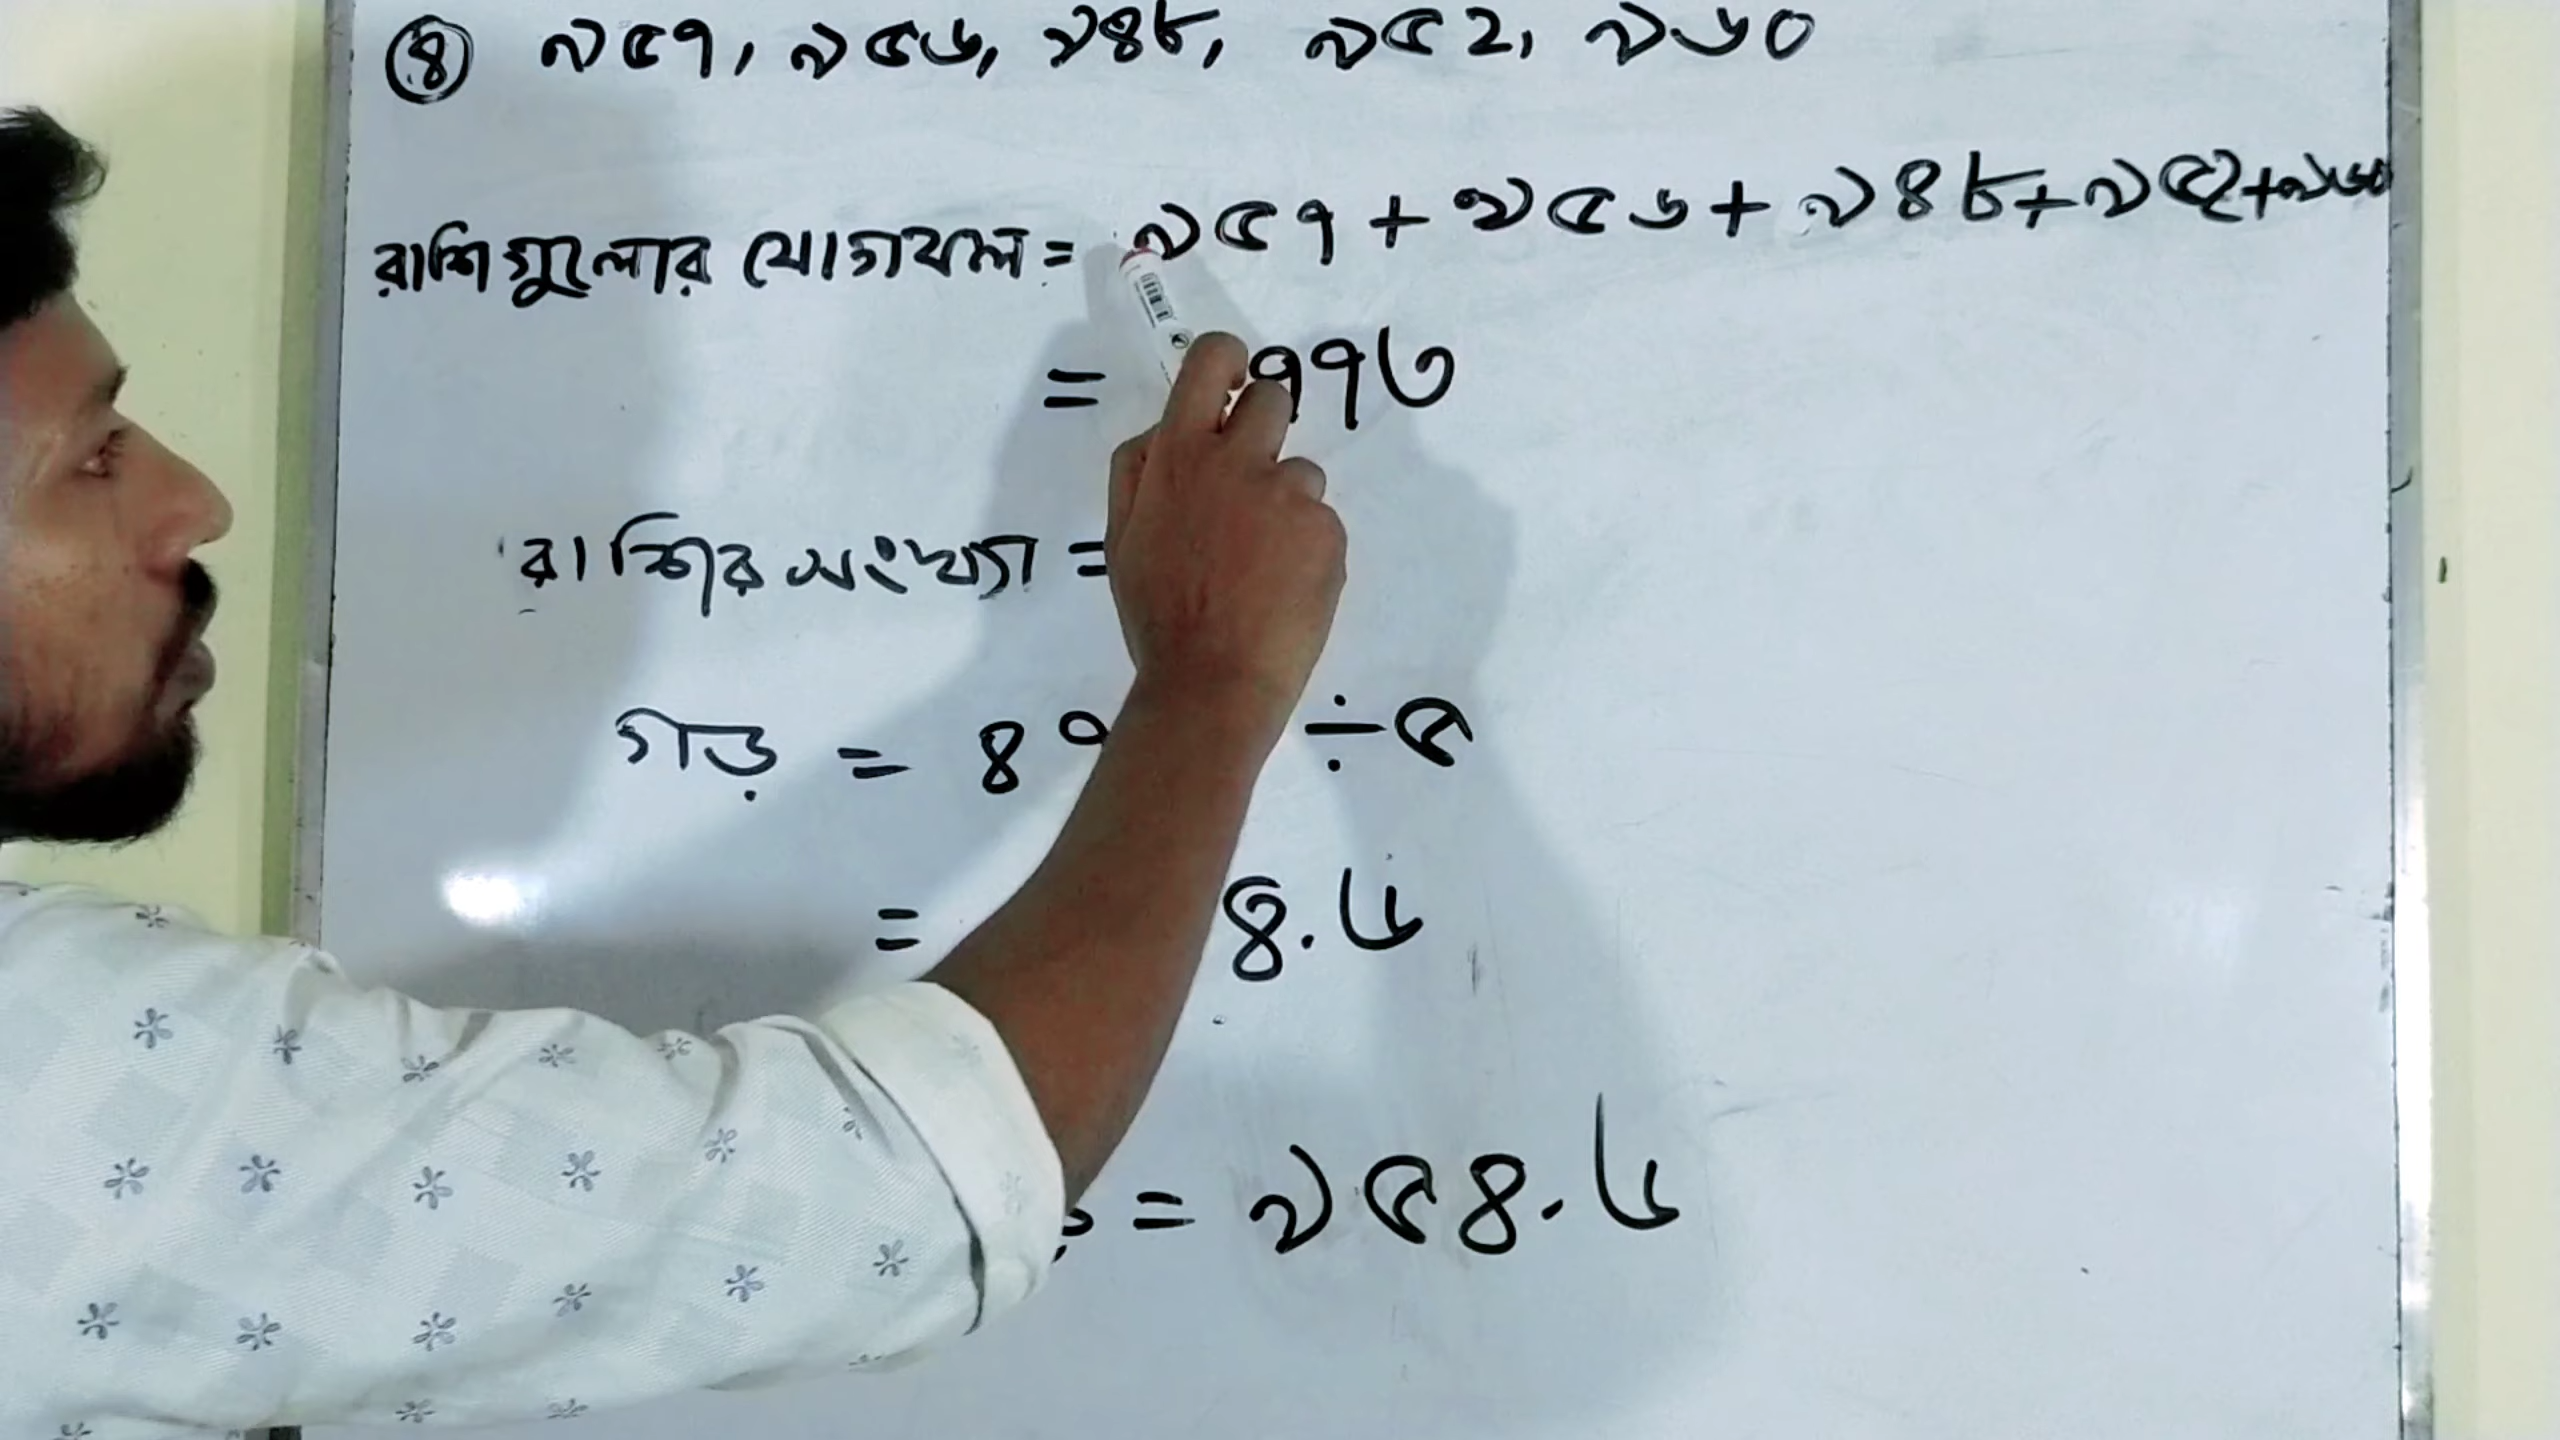 ৪ ৯৫৭, ৯৫৬, ৯৪৮, ৯৫২, ৯৬০
রাশিগুলোর যোগফল = ৯৫৭ + ৯৫৬ + ৯৪৮ + ৯৫২ + ৯৬০
= ৭৭৩
রাশির সংখ্যা =
গড় = ৪ ÷ ৫
= ৪.৬
= ৯৫৪.৬